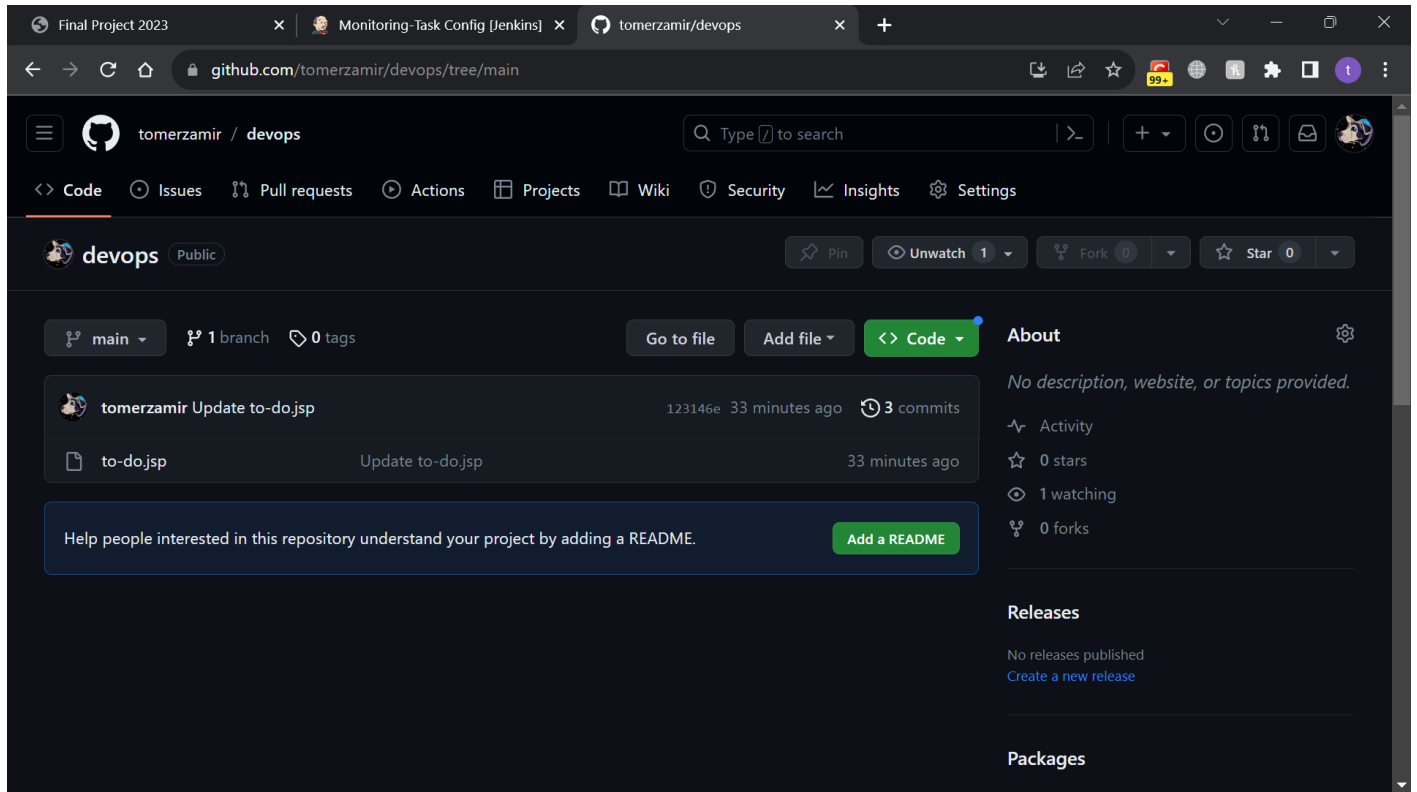 Final Project 2023
Monitoring-Task Config [Jenkins]
tomerzamir/devops
github.com/tomerzamir/devops/tree/main
99+
t
tomerzamir / devops
Type / to search
Code Issues Pull requests Actions Projects Wiki Security Insights Settings
devops Public
Pin Unwatch 1 Fork 0 Star 0
main 1 branch 0 tags Go to file Add file Code
tomerzamir Update to-do.jsp 123146e 33 minutes ago 3 commits
to-do.jsp Update to-do.jsp 33 minutes ago
Help people interested in this repository understand your project by adding a README. Add a README
About
No description, website, or topics provided.
Activity
0 stars
1 watching
0 forks
Releases
No releases published
Create a new release
Packages